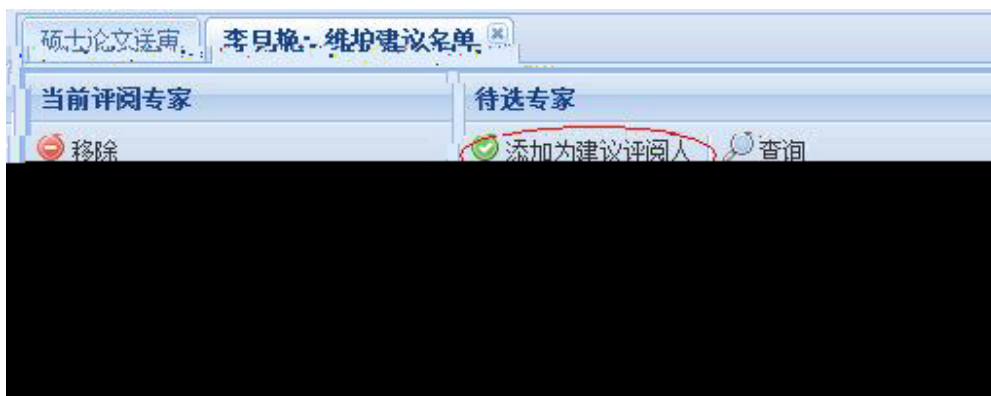 硕士论文送审 李旦艳 - 维护建议名单
当前评阅专家 待选专家
移除 添加为建议评阅人 查询